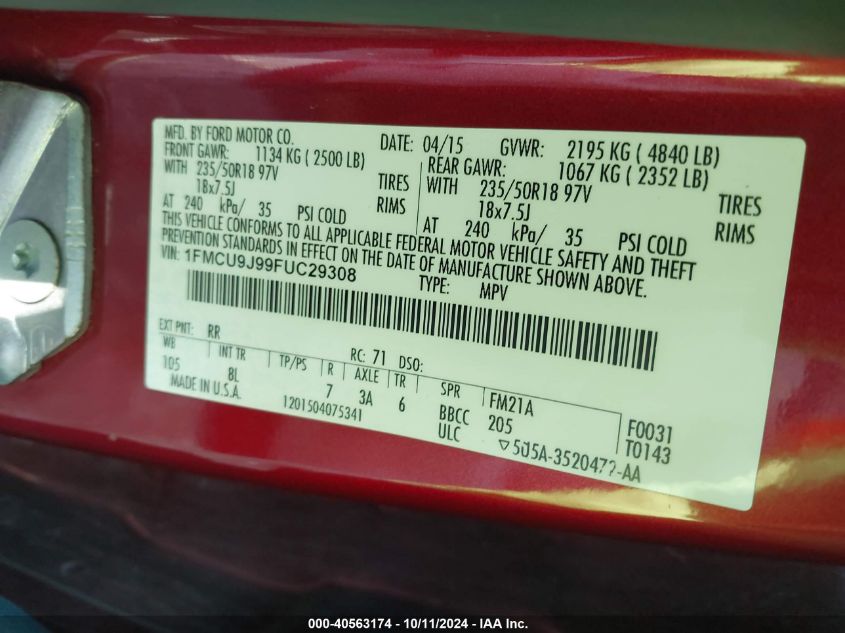 MFD. BY FORD MOTOR CO.
DATE: 04/15 GVWR: 2195 KG ( 4840 LB)
FRONT GAWR: 1134 KG ( 2500 LB) REAR GAWR: 1067 KG ( 2352 LB)
WITH 235/50R18 97V TIRES WITH 235/50R18 97V TIRES
18x7.5J RIMS 18x7.5J RIMS
AT 240 kPa/ 35 PSI COLD AT 240 kPa/ 35 PSI COLD
THIS VEHICLE CONFORMS TO ALL APPLICABLE FEDERAL MOTOR VEHICLE SAFETY AND THEFT
PREVENTION STANDARDS IN EFFECT ON THE DATE OF MANUFACTURE SHOWN ABOVE.
VIN: 1FMCU9J99FUC29308 TYPE: MPV
EXT PNT: RR RC: 71 DSO:
WB INT TR TP/PS R AXLE TR SPR FM21A F0031
105 8L 7 3A 6 BBCC 205 T0143
MADE IN U.S.A. 1201504075341 ULC
000-40563174 - 10/11/2024 - IAA Inc.